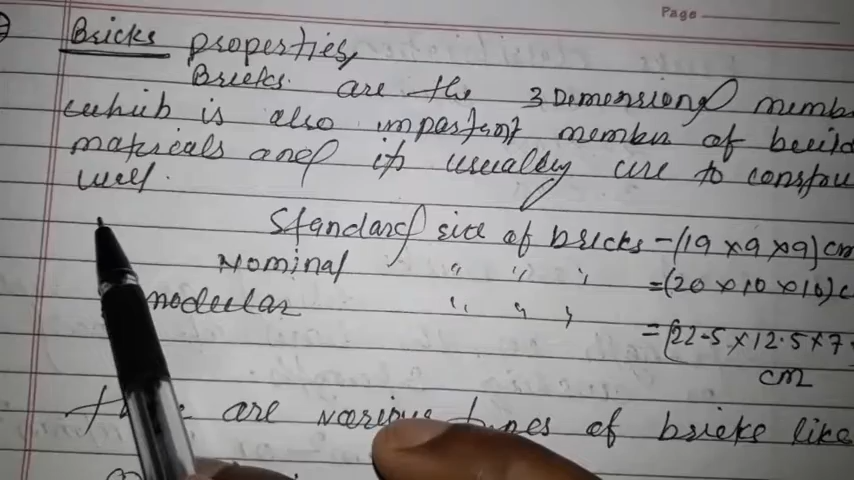 Page
Bricks properties,
Bricks are the 3 Dimensional memb
which is also important member of build
materials and it usually use to constru
well.
Standard size of bricks - (19 x 9 x 9) cm
Nominal " " " = (20 x 10 x 10) c
modular " " " = (22.5 x 12.5 x 7.
cm
are various types of bricks like